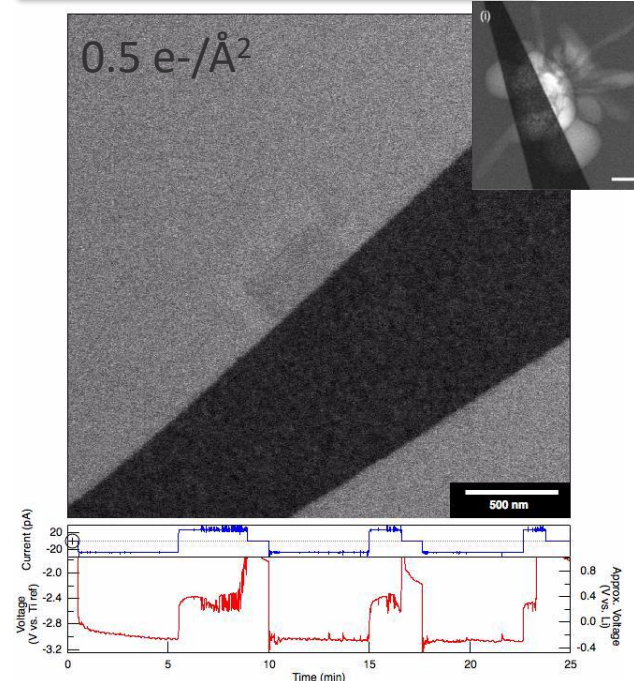 0.5 e-/Å²
(i)
500 nm
Current (pA)
20
-20
Voltage
(V vs. Ti ref)
-2.0
-2.4
-2.8
-3.2
0.8
0.4
0.0
-0.4
Approx. Voltage
(V vs. Li)
0
5
10
15
20
25
Time (min)